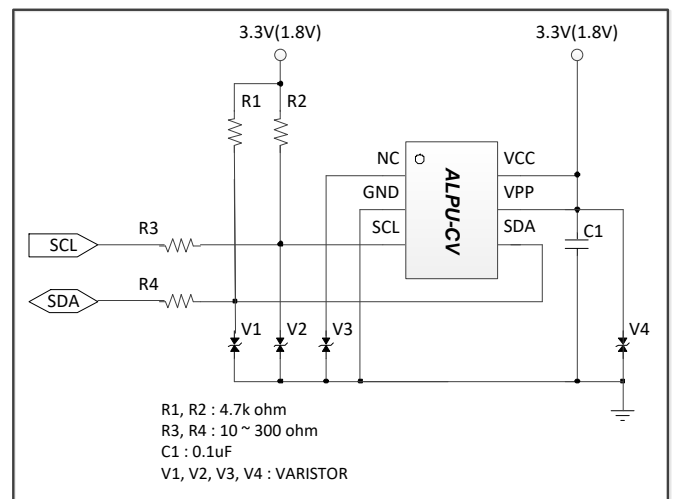 3.3V(1.8V)
3.3V(1.8V)
R1
R2
NC
VCC
GND
VPP
SCL
SDA
ALPU-CV
C1
R3
SCL
R4
SDA
V1
V2
V3
V4
R1, R2 : 4.7k ohm
R3, R4 : 10 ~ 300 ohm
C1 : 0.1uF
V1, V2, V3, V4 : VARISTOR